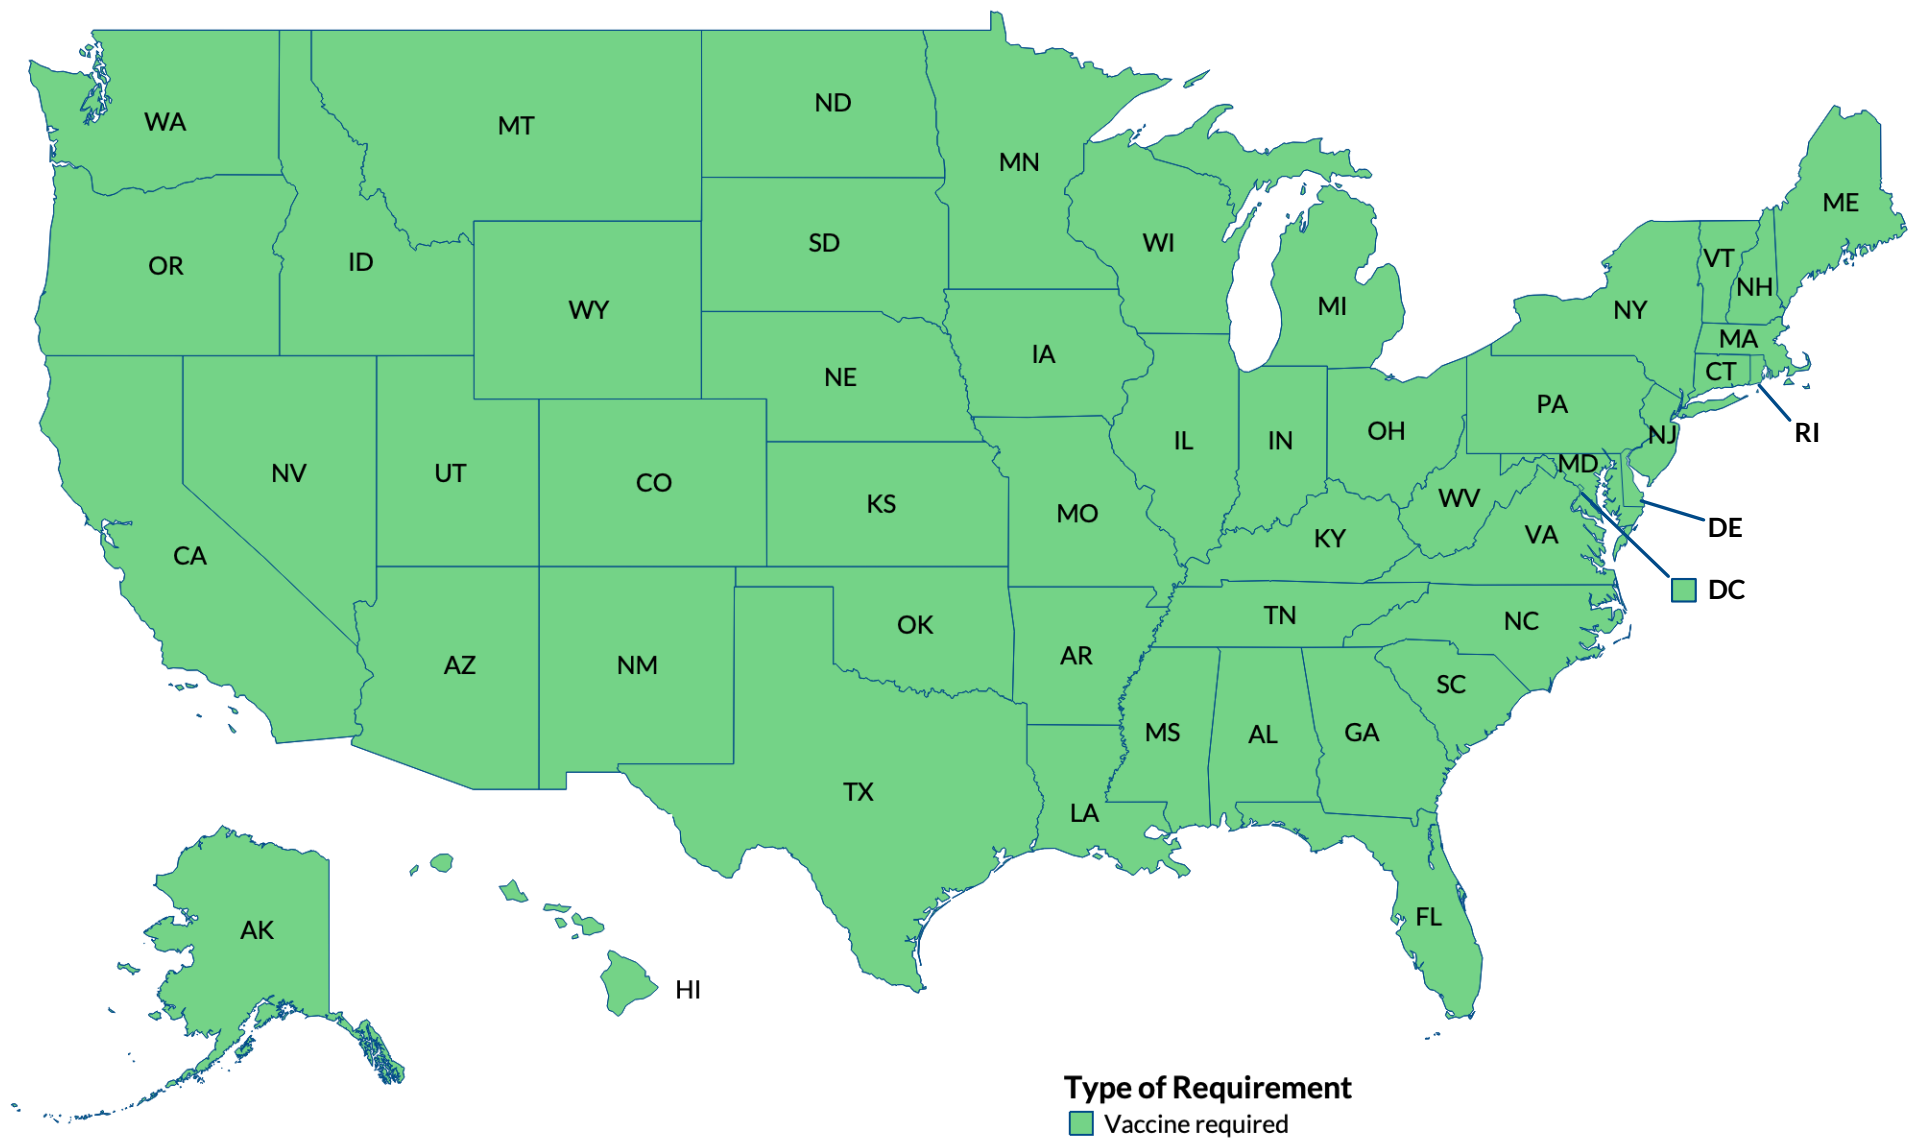 WA
MT
ND
MN
OR
ID
WY
SD
WI
MI
ME
VT
NH
NY
MA
CT
RI
NE
IA
PA
NJ
NV
UT
CO
KS
MO
IL
IN
OH
MD
WV
VA
DE
DC
CA
KY
AZ
NM
OK
AR
TN
NC
SC
TX
LA
MS
AL
GA
FL
AK
HI
Type of Requirement
Vaccine required